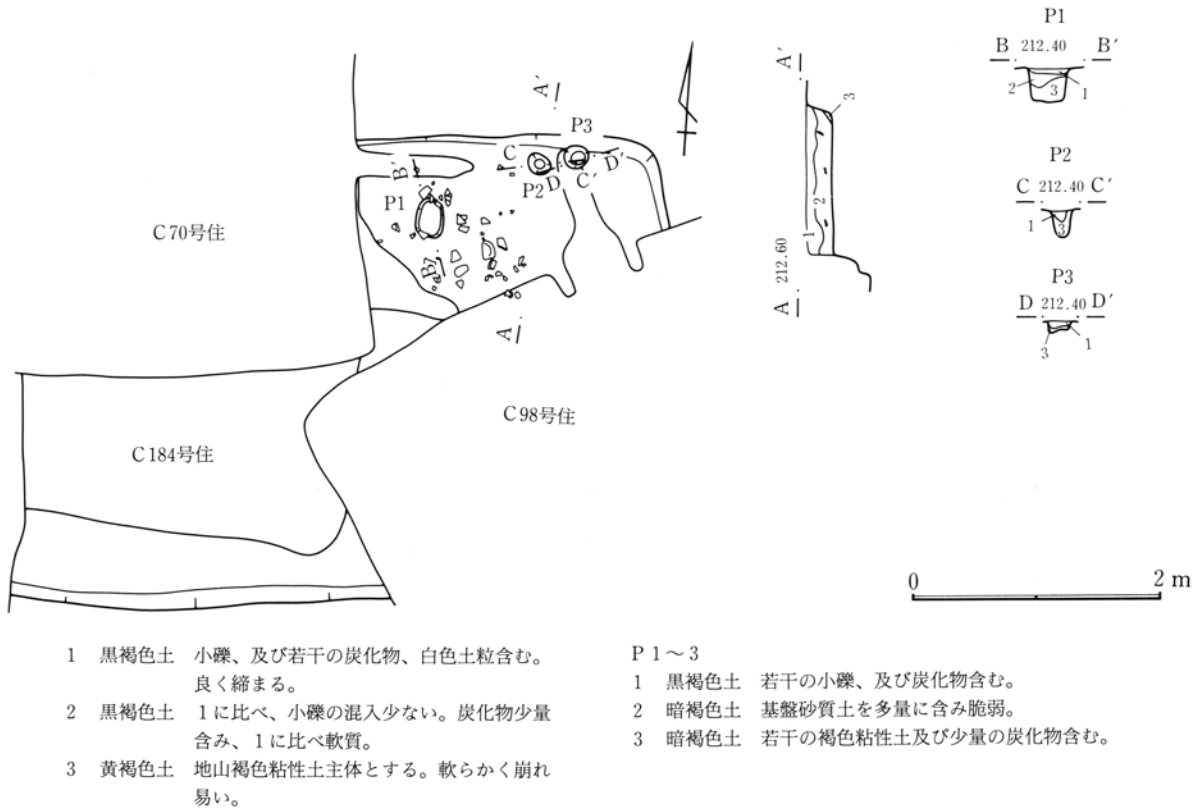 P1
B 212.40 B´
2 3 1
P2
C 212.40 C´
1 3
P3
D 212.40 D´
3 1
A´
3
2
1
212.60
A
A´
P3
C
D´
P2 D C´
B´
P1
B
A
C70号住
C98号住
C184号住
0 2 m
1 黒褐色土 小礫、及び若干の炭化物、白色土粒含む。
良く締まる。
2 黒褐色土 1に比べ、小礫の混入少ない。炭化物少量
含み、1に比べ軟質。
3 黄褐色土 地山褐色粘性土主体とする。軟らかく崩れ
易い。
P 1～3
1 黒褐色土 若干の小礫、及び炭化物含む。
2 暗褐色土 基盤砂質土を多量に含み脆弱。
3 暗褐色土 若干の褐色粘性土及び少量の炭化物含む。